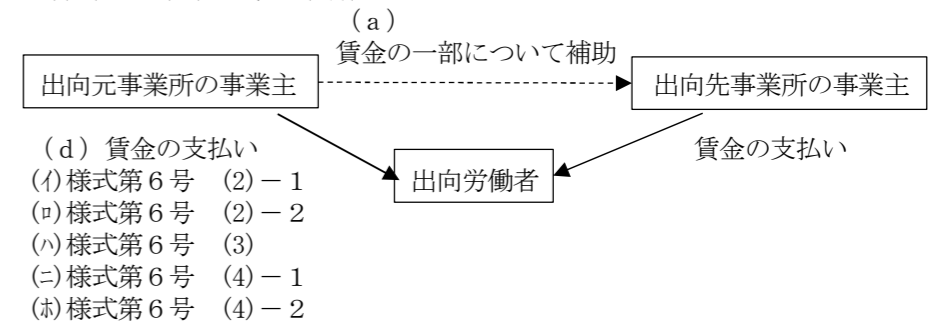 （ａ）
賃金の一部について補助
出向元事業所の事業主
出向先事業所の事業主
（ｄ）賃金の支払い
賃金の支払い
出向労働者
(ｲ)様式第６号　(2)－１
(ﾛ)様式第６号　(2)－２
(ﾊ)様式第６号　(3)
(ﾆ)様式第６号　(4)－１
(ﾎ)様式第６号　(4)－２